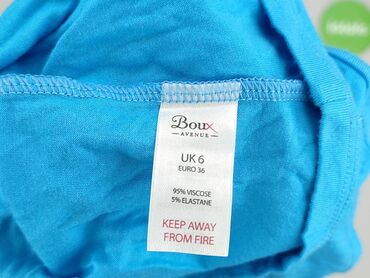 Boux
AVENUE
UK 6
EURO 36
95% VISCOSE
5% ELASTANE
KEEP AWAY
FROM FIRE